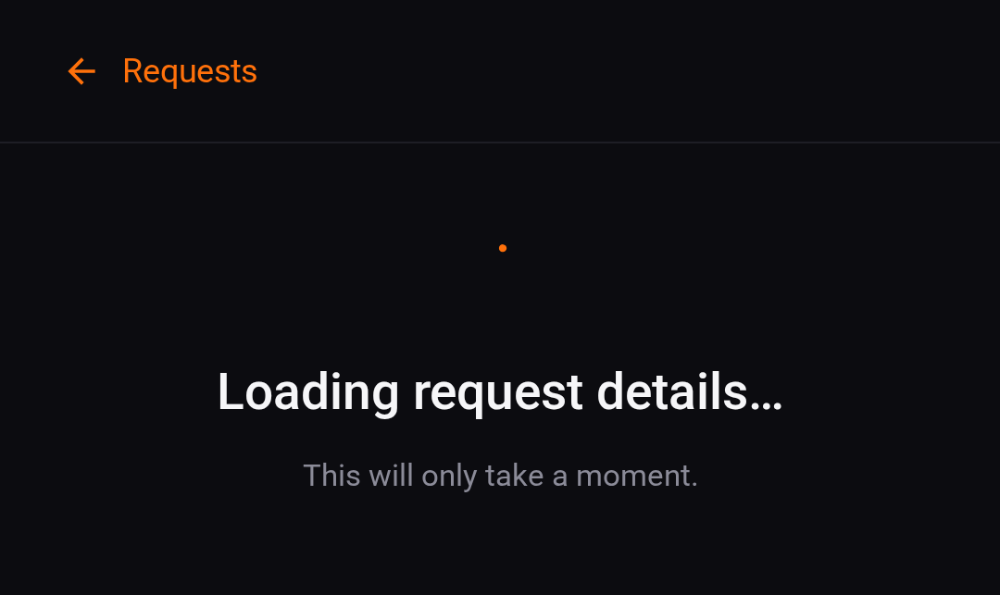 Requests
Loading request details…
This will only take a moment.